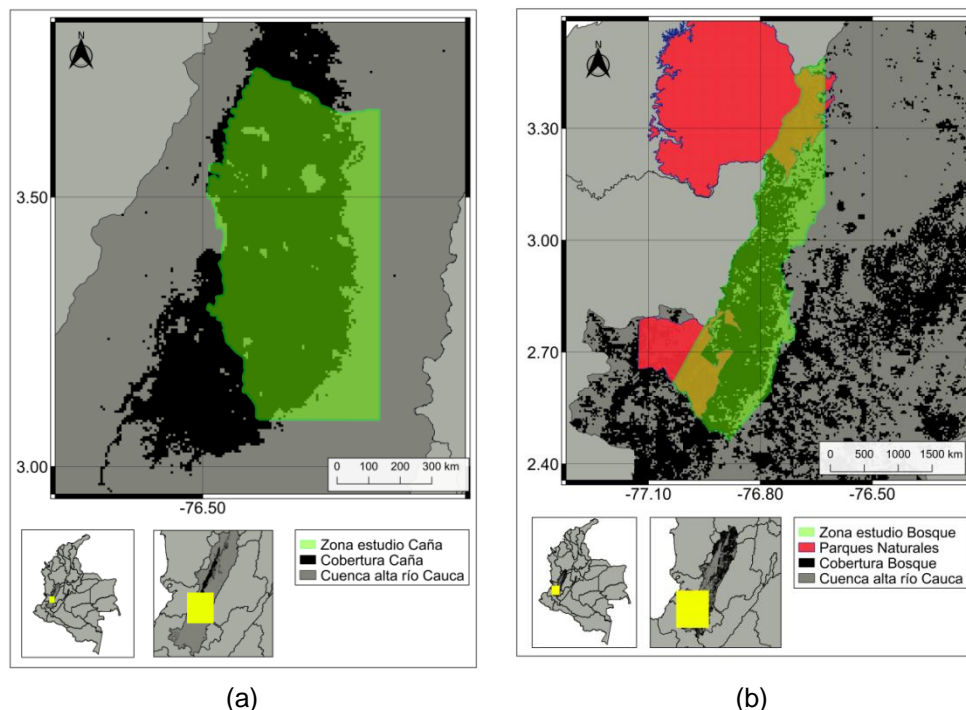 N
3.50
3.00
0 100 200 300 km
-76.50
Zona estudio Caña
Cobertura Caña
Cuenca alta río Cauca
(a)
N
3.30
3.00
2.70
2.40
0 500 1000 1500 km
-77.10 -76.80 -76.50
Zona estudio Bosque
Parques Naturales
Cobertura Bosque
Cuenca alta río Cauca
(b)